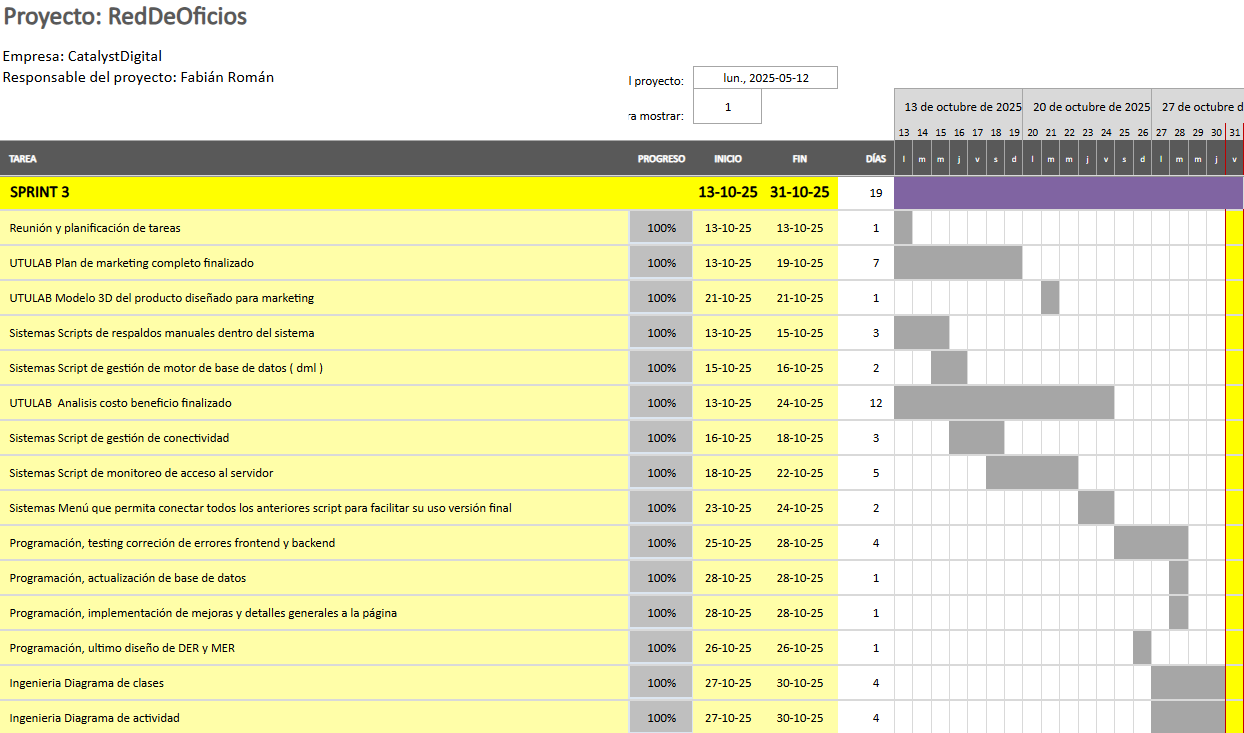 Proyecto: RedDeOficios
Empresa: CatalystDigital
Responsable del proyecto: Fabián Román
l proyecto: lun., 2025-05-12
ra mostrar: 1
13 de octubre de 2025 20 de octubre de 2025 27 de octubre d
13 14 15 16 17 18 19 20 21 22 23 24 25 26 27 28 29 30 31
TAREA PROGRESO INICIO FIN DÍAS l m m j v s d l m m j v s d l m m j v
SPRINT 3 13-10-25 31-10-25 19
Reunión y planificación de tareas 100% 13-10-25 13-10-25 1
UTULAB Plan de marketing completo finalizado 100% 13-10-25 19-10-25 7
UTULAB Modelo 3D del producto diseñado para marketing 100% 21-10-25 21-10-25 1
Sistemas Scripts de respaldos manuales dentro del sistema 100% 13-10-25 15-10-25 3
Sistemas Script de gestión de motor de base de datos ( dml ) 100% 15-10-25 16-10-25 2
UTULAB Analisis costo beneficio finalizado 100% 13-10-25 24-10-25 12
Sistemas Script de gestión de conectividad 100% 16-10-25 18-10-25 3
Sistemas Script de monitoreo de acceso al servidor 100% 18-10-25 22-10-25 5
Sistemas Menú que permita conectar todos los anteriores script para facilitar su uso versión final 100% 23-10-25 24-10-25 2
Programación, testing correción de errores frontend y backend 100% 25-10-25 28-10-25 4
Programación, actualización de base de datos 100% 28-10-25 28-10-25 1
Programación, implementación de mejoras y detalles generales a la página 100% 28-10-25 28-10-25 1
Programación, ultimo diseño de DER y MER 100% 26-10-25 26-10-25 1
Ingenieria Diagrama de clases 100% 27-10-25 30-10-25 4
Ingenieria Diagrama de actividad 100% 27-10-25 30-10-25 4